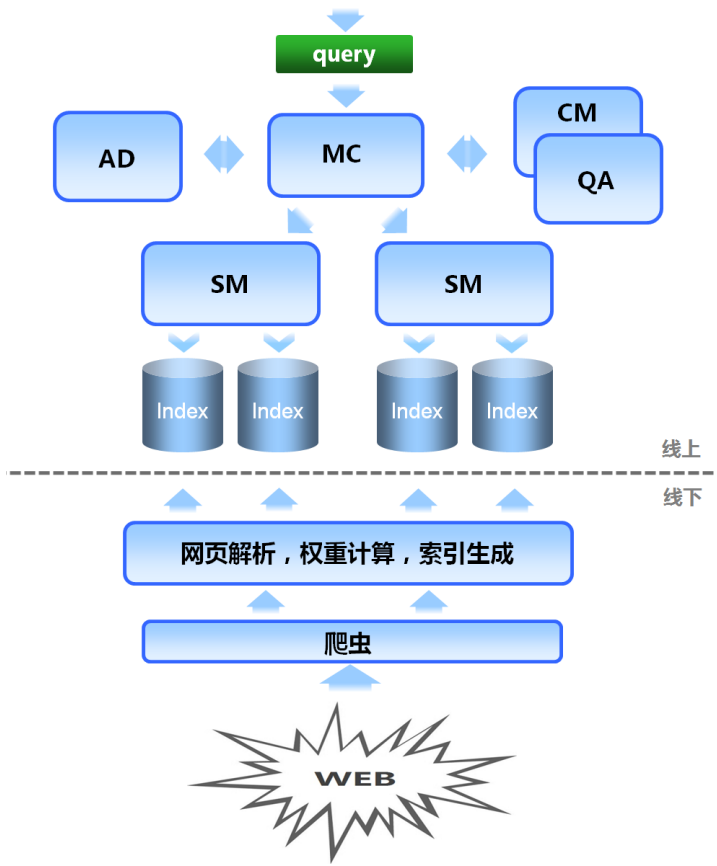 query
AD
MC
CM
QA
SM
SM
Index
Index
Index
Index
线上
线下
网页解析，权重计算，索引生成
爬虫
WEB